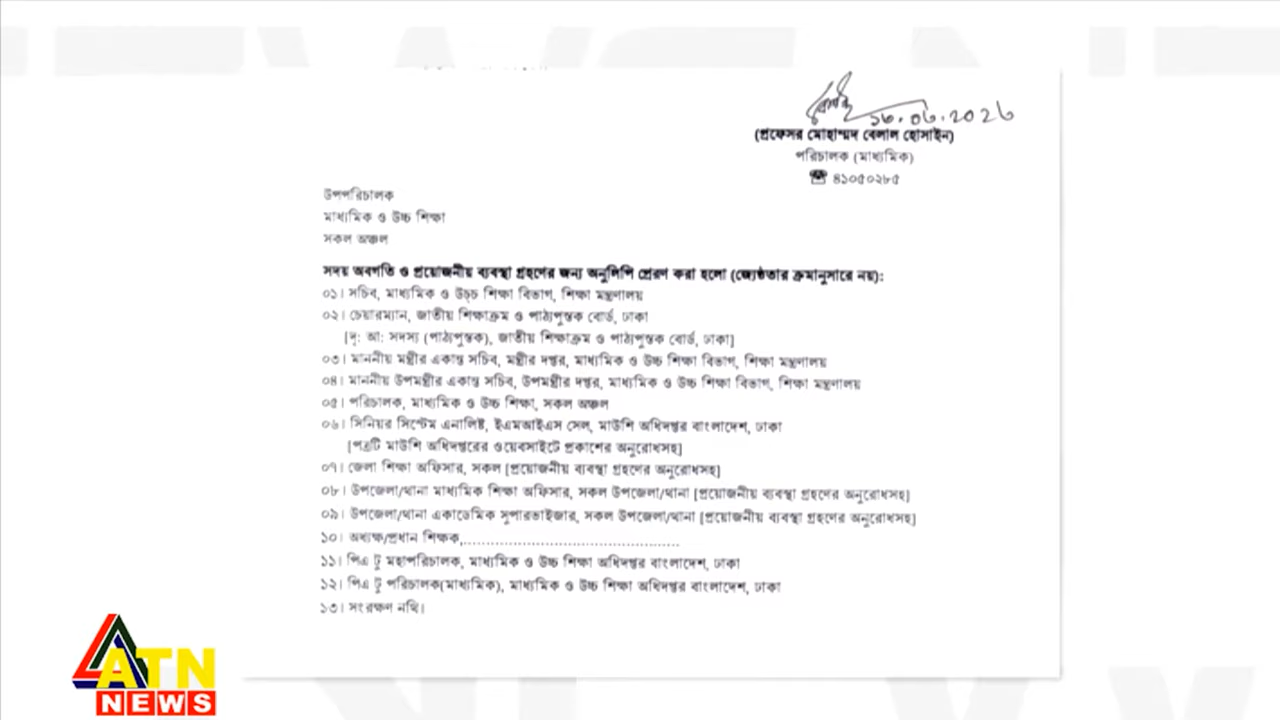 ১৬.০৬.2026
(প্রফেসর মোহাম্মদ বেলাল হোসাইন)
পরিচালক (মাধ্যমিক)
☎ ৪১০৫০২৮৫
উপপরিচালক
মাধ্যমিক ও উচ্চ শিক্ষা
সকল অঞ্চল
সদয় অবগতি ও প্রয়োজনীয় ব্যবস্থা গ্রহণের জন্য অনুলিপি প্রেরণ করা হলো (জ্যেষ্ঠতার ক্রমানুসারে নয়):
০১। সচিব, মাধ্যমিক ও উচ্চ শিক্ষা বিভাগ, শিক্ষা মন্ত্রণালয়
০২। চেয়ারম্যান, জাতীয় শিক্ষাক্রম ও পাঠ্যপুস্তক বোর্ড, ঢাকা
[দৃ: আ: সদস্য (পাঠ্যপুস্তক), জাতীয় শিক্ষাক্রম ও পাঠ্যপুস্তক বোর্ড, ঢাকা]
০৩। মাননীয় মন্ত্রীর একান্ত সচিব, মন্ত্রীর দপ্তর, মাধ্যমিক ও উচ্চ শিক্ষা বিভাগ, শিক্ষা মন্ত্রণালয়
০৪। মাননীয় উপমন্ত্রীর একান্ত সচিব, উপমন্ত্রীর দপ্তর, মাধ্যমিক ও উচ্চ শিক্ষা বিভাগ, শিক্ষা মন্ত্রণালয়
০৫। পরিচালক, মাধ্যমিক ও উচ্চ শিক্ষা, সকল অঞ্চল
০৬। সিনিয়র সিস্টেম এনালিষ্ট, ইএমআইএস সেল, মাউশি অধিদপ্তর বাংলাদেশ, ঢাকা
[পত্রটি মাউশি অধিদপ্তরের ওয়েবসাইটে প্রকাশের অনুরোধসহ]
০৭। জেলা শিক্ষা অফিসার, সকল [প্রয়োজনীয় ব্যবস্থা গ্রহণের অনুরোধসহ]
০৮। উপজেলা/থানা মাধ্যমিক শিক্ষা অফিসার, সকল উপজেলা/থানা [প্রয়োজনীয় ব্যবস্থা গ্রহণের অনুরোধসহ]
০৯। উপজেলা/থানা একাডেমিক সুপারভাইজার, সকল উপজেলা/থানা [প্রয়োজনীয় ব্যবস্থা গ্রহণের অনুরোধসহ]
১০। অধ্যক্ষ/প্রধান শিক্ষক,..............................................
১১। পিএ টু মহাপরিচালক, মাধ্যমিক ও উচ্চ শিক্ষা অধিদপ্তর বাংলাদেশ, ঢাকা
১২। পিএ টু পরিচালক(মাধ্যমিক), মাধ্যমিক ও উচ্চ শিক্ষা অধিদপ্তর বাংলাদেশ, ঢাকা
১৩। সংরক্ষণ নথি।
ATN
NEWS